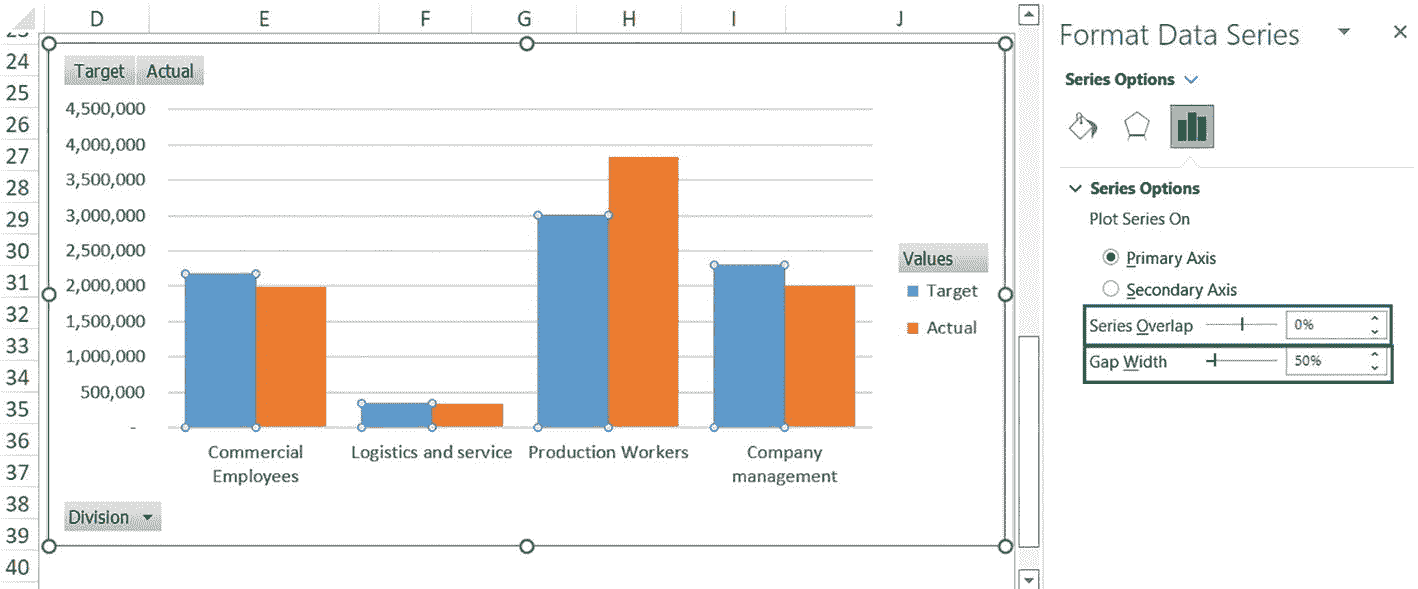 D E F G H I J
24
25
26
27
28
29
30
31
32
33
34
35
36
37
38
39
40
Target Actual
4,500,000
4,000,000
3,500,000
3,000,000
2,500,000
2,000,000
1,500,000
1,000,000
500,000
-
Commercial
Employees
Logistics and service
Production Workers
Company
management
Values
Target
Actual
Division
Format Data Series
Series Options
Series Options
Plot Series On
Primary Axis
Secondary Axis
Series Overlap 0%
Gap Width 50%